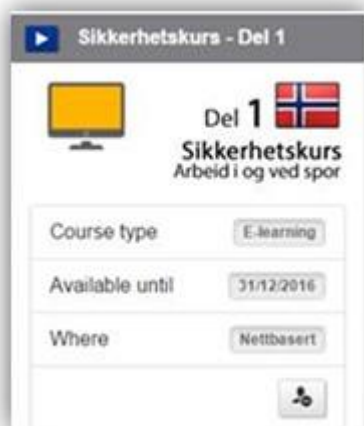 Sikkerhetskurs - Del 1
Del 1
Sikkerhetskurs
Arbeid i og ved spor
Course type E-learning
Available until 31/12/2016
Where Nettbasert